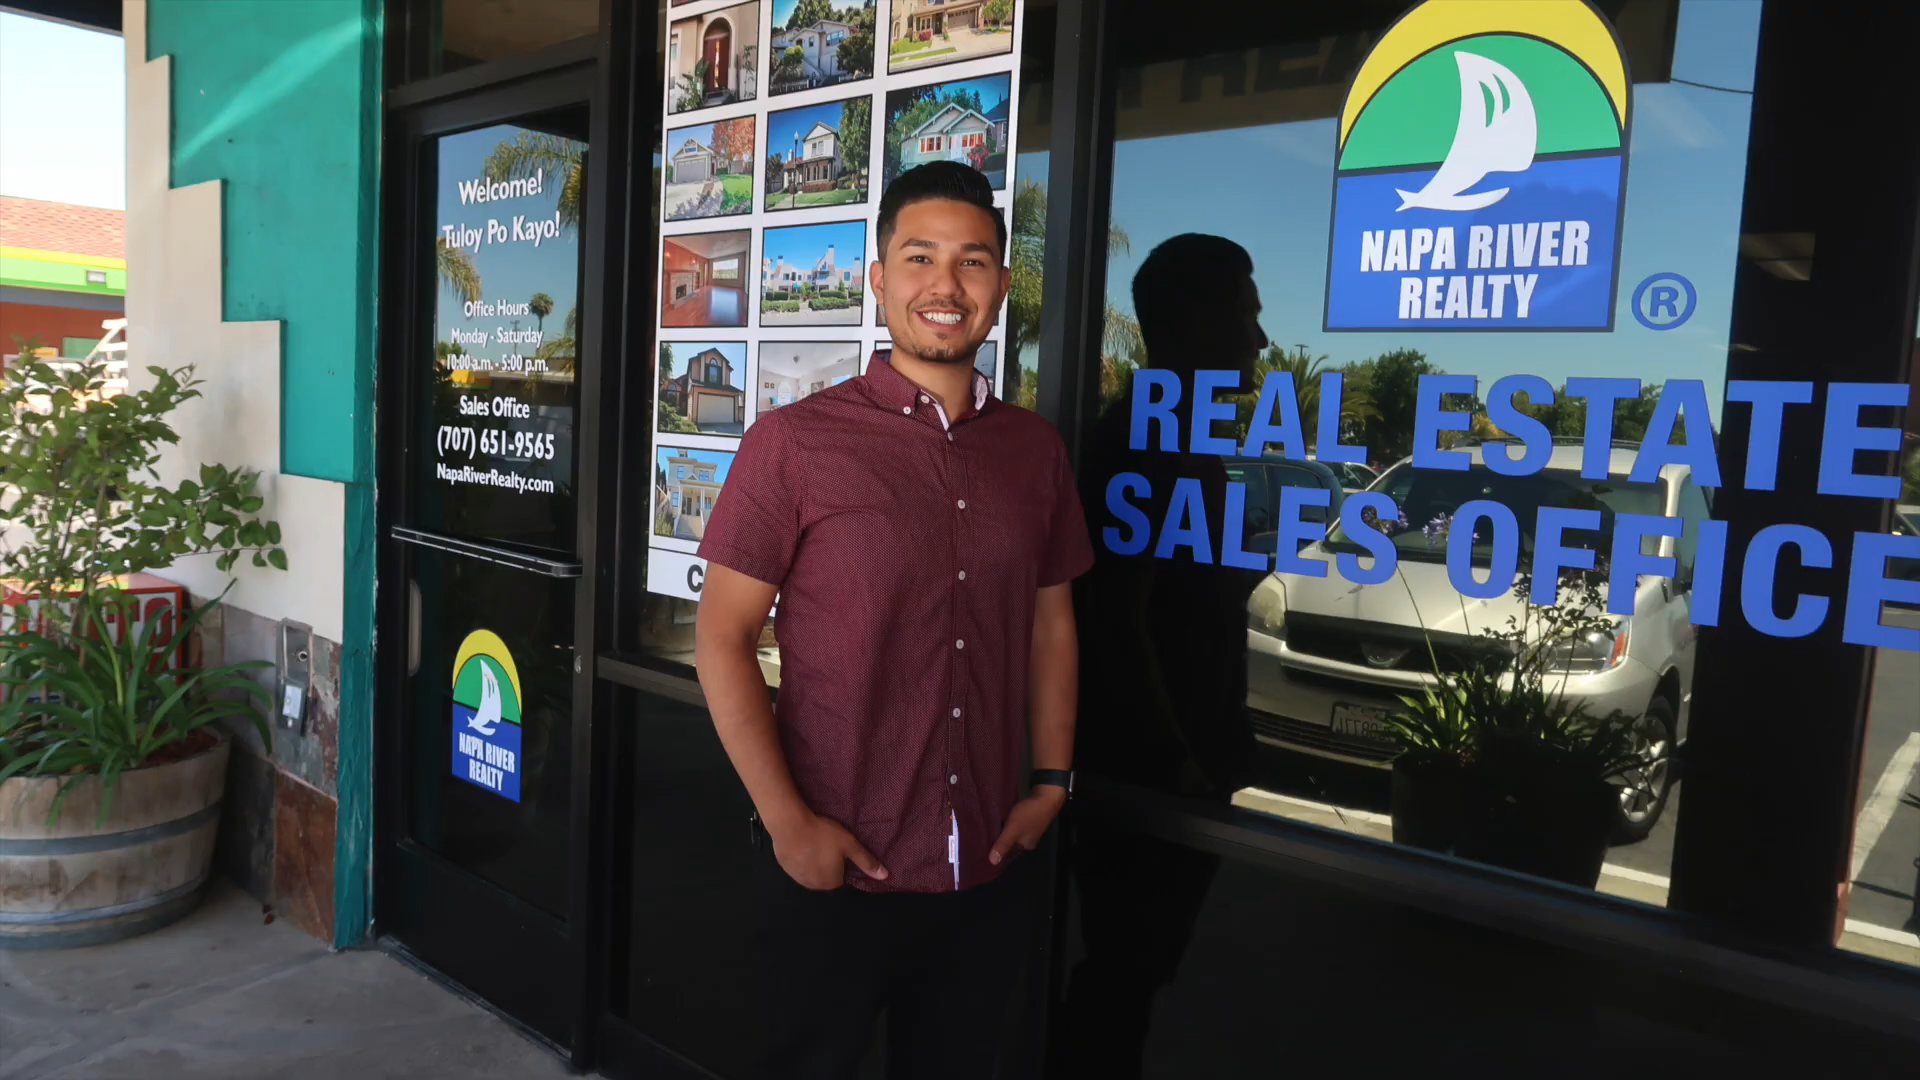 Welcome!
Tuloy Po Kayo!
Office Hours
Monday - Saturday
10:00 a.m. - 5:00 p.m.
Sales Office
(707) 651-9565
NapaRiverRealty.com
NAPA RIVER
REALTY
NAPA RIVER
REALTY
®
REAL ESTATE
SALES OFFICE